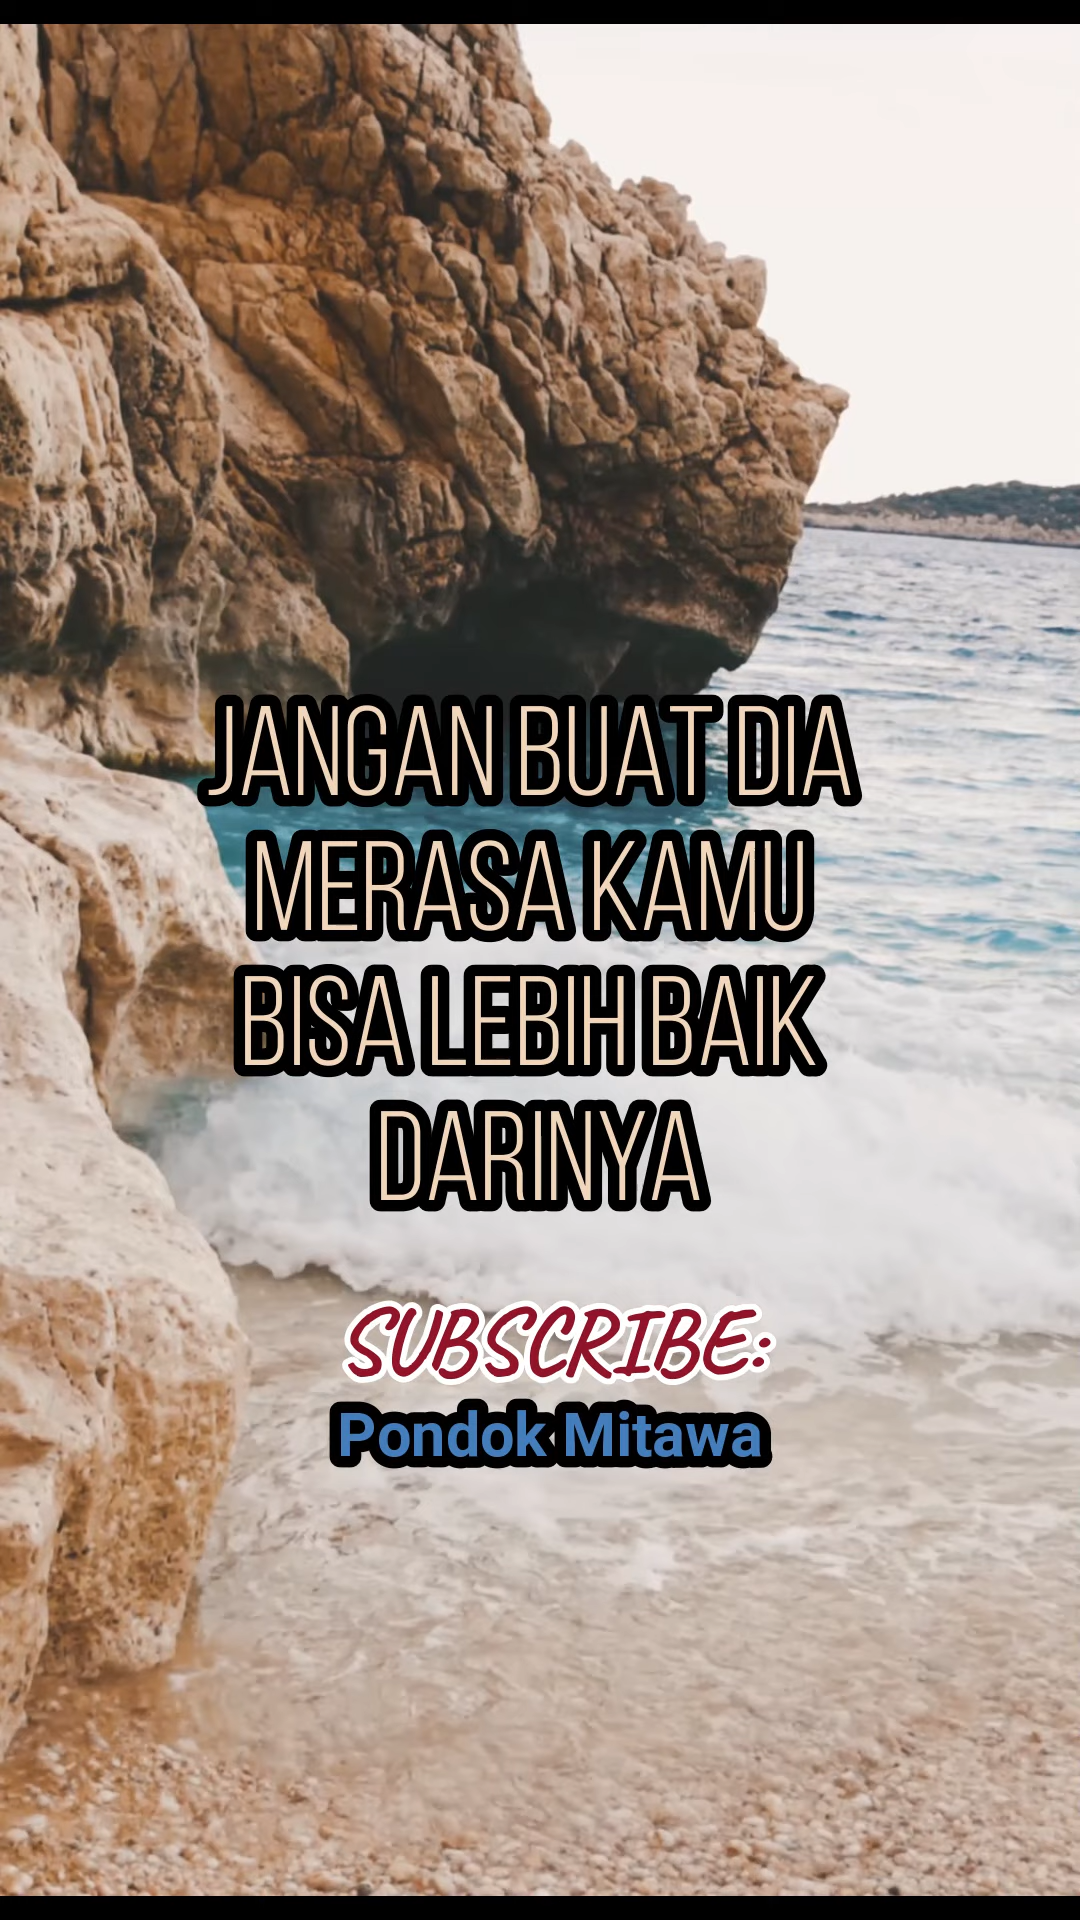 JANGAN BUAT DIA
MERASA KAMU
BISA LEBIH BAIK
DARINYA
SUBSCRIBE:
Pondok Mitawa